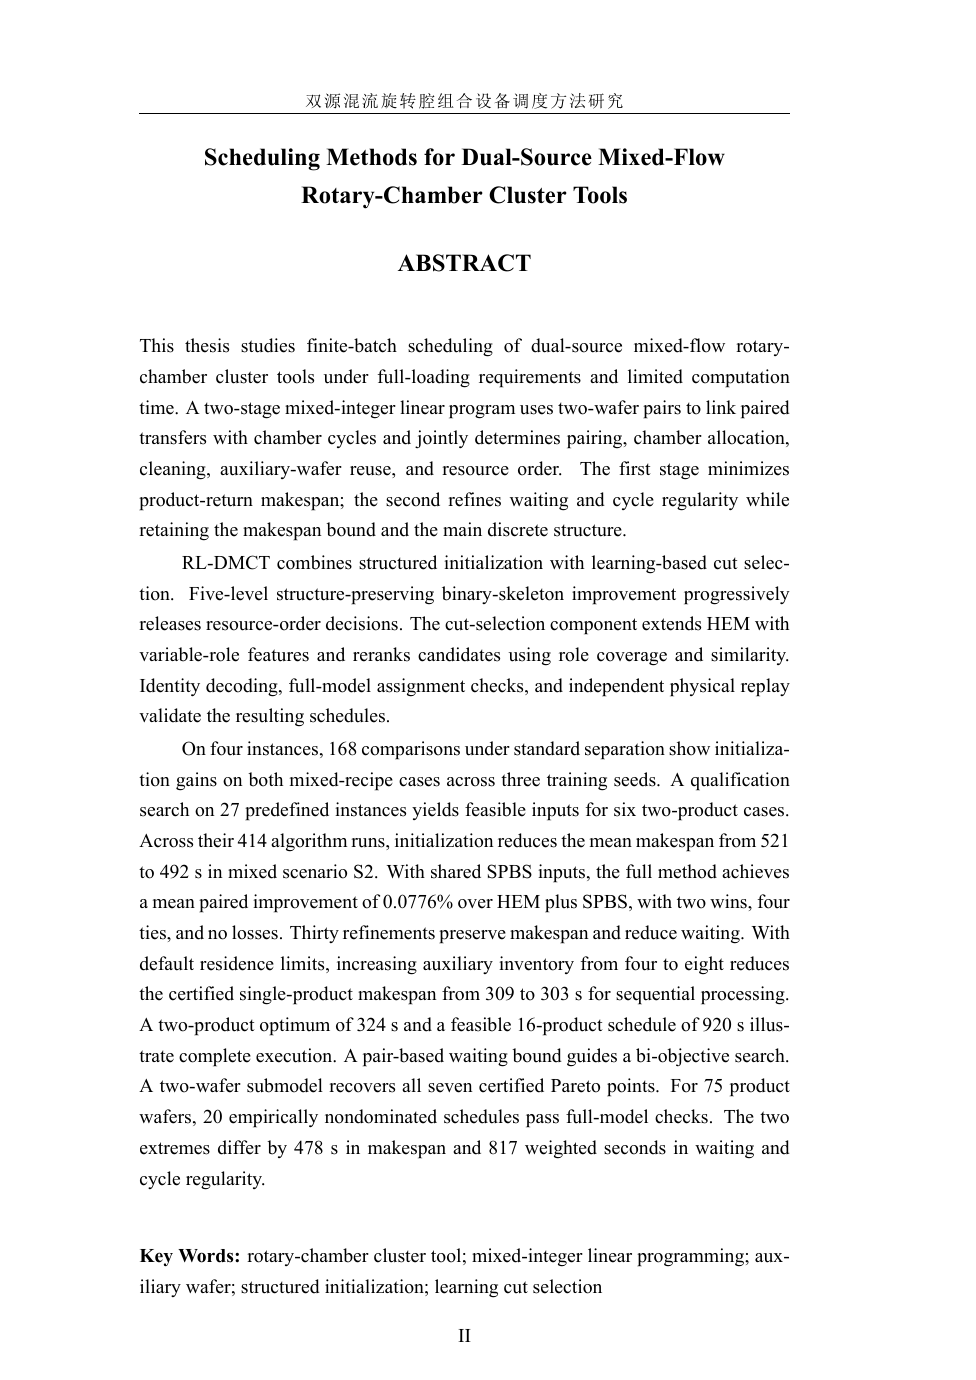 双源混流旋转腔组合设备调度方法研究
Scheduling Methods for Dual-Source Mixed-Flow
Rotary-Chamber Cluster Tools
ABSTRACT
This thesis studies finite-batch scheduling of dual-source mixed-flow rotary-
chamber cluster tools under full-loading requirements and limited computation
time. A two-stage mixed-integer linear program uses two-wafer pairs to link paired
transfers with chamber cycles and jointly determines pairing, chamber allocation,
cleaning, auxiliary-wafer reuse, and resource order. The first stage minimizes
product-return makespan; the second refines waiting and cycle regularity while
retaining the makespan bound and the main discrete structure.
RL-DMCT combines structured initialization with learning-based cut selec-
tion. Five-level structure-preserving binary-skeleton improvement progressively
releases resource-order decisions. The cut-selection component extends HEM with
variable-role features and reranks candidates using role coverage and similarity.
Identity decoding, full-model assignment checks, and independent physical replay
validate the resulting schedules.
On four instances, 168 comparisons under standard separation show initializa-
tion gains on both mixed-recipe cases across three training seeds. A qualification
search on 27 predefined instances yields feasible inputs for six two-product cases.
Across their 414 algorithm runs, initialization reduces the mean makespan from 521
to 492 s in mixed scenario S2. With shared SPBS inputs, the full method achieves
a mean paired improvement of 0.0776% over HEM plus SPBS, with two wins, four
ties, and no losses. Thirty refinements preserve makespan and reduce waiting. With
default residence limits, increasing auxiliary inventory from four to eight reduces
the certified single-product makespan from 309 to 303 s for sequential processing.
A two-product optimum of 324 s and a feasible 16-product schedule of 920 s illus-
trate complete execution. A pair-based waiting bound guides a bi-objective search.
A two-wafer submodel recovers all seven certified Pareto points. For 75 product
wafers, 20 empirically nondominated schedules pass full-model checks. The two
extremes differ by 478 s in makespan and 817 weighted seconds in waiting and
cycle regularity.
Key Words: rotary-chamber cluster tool; mixed-integer linear programming; aux-
iliary wafer; structured initialization; learning cut selection
II